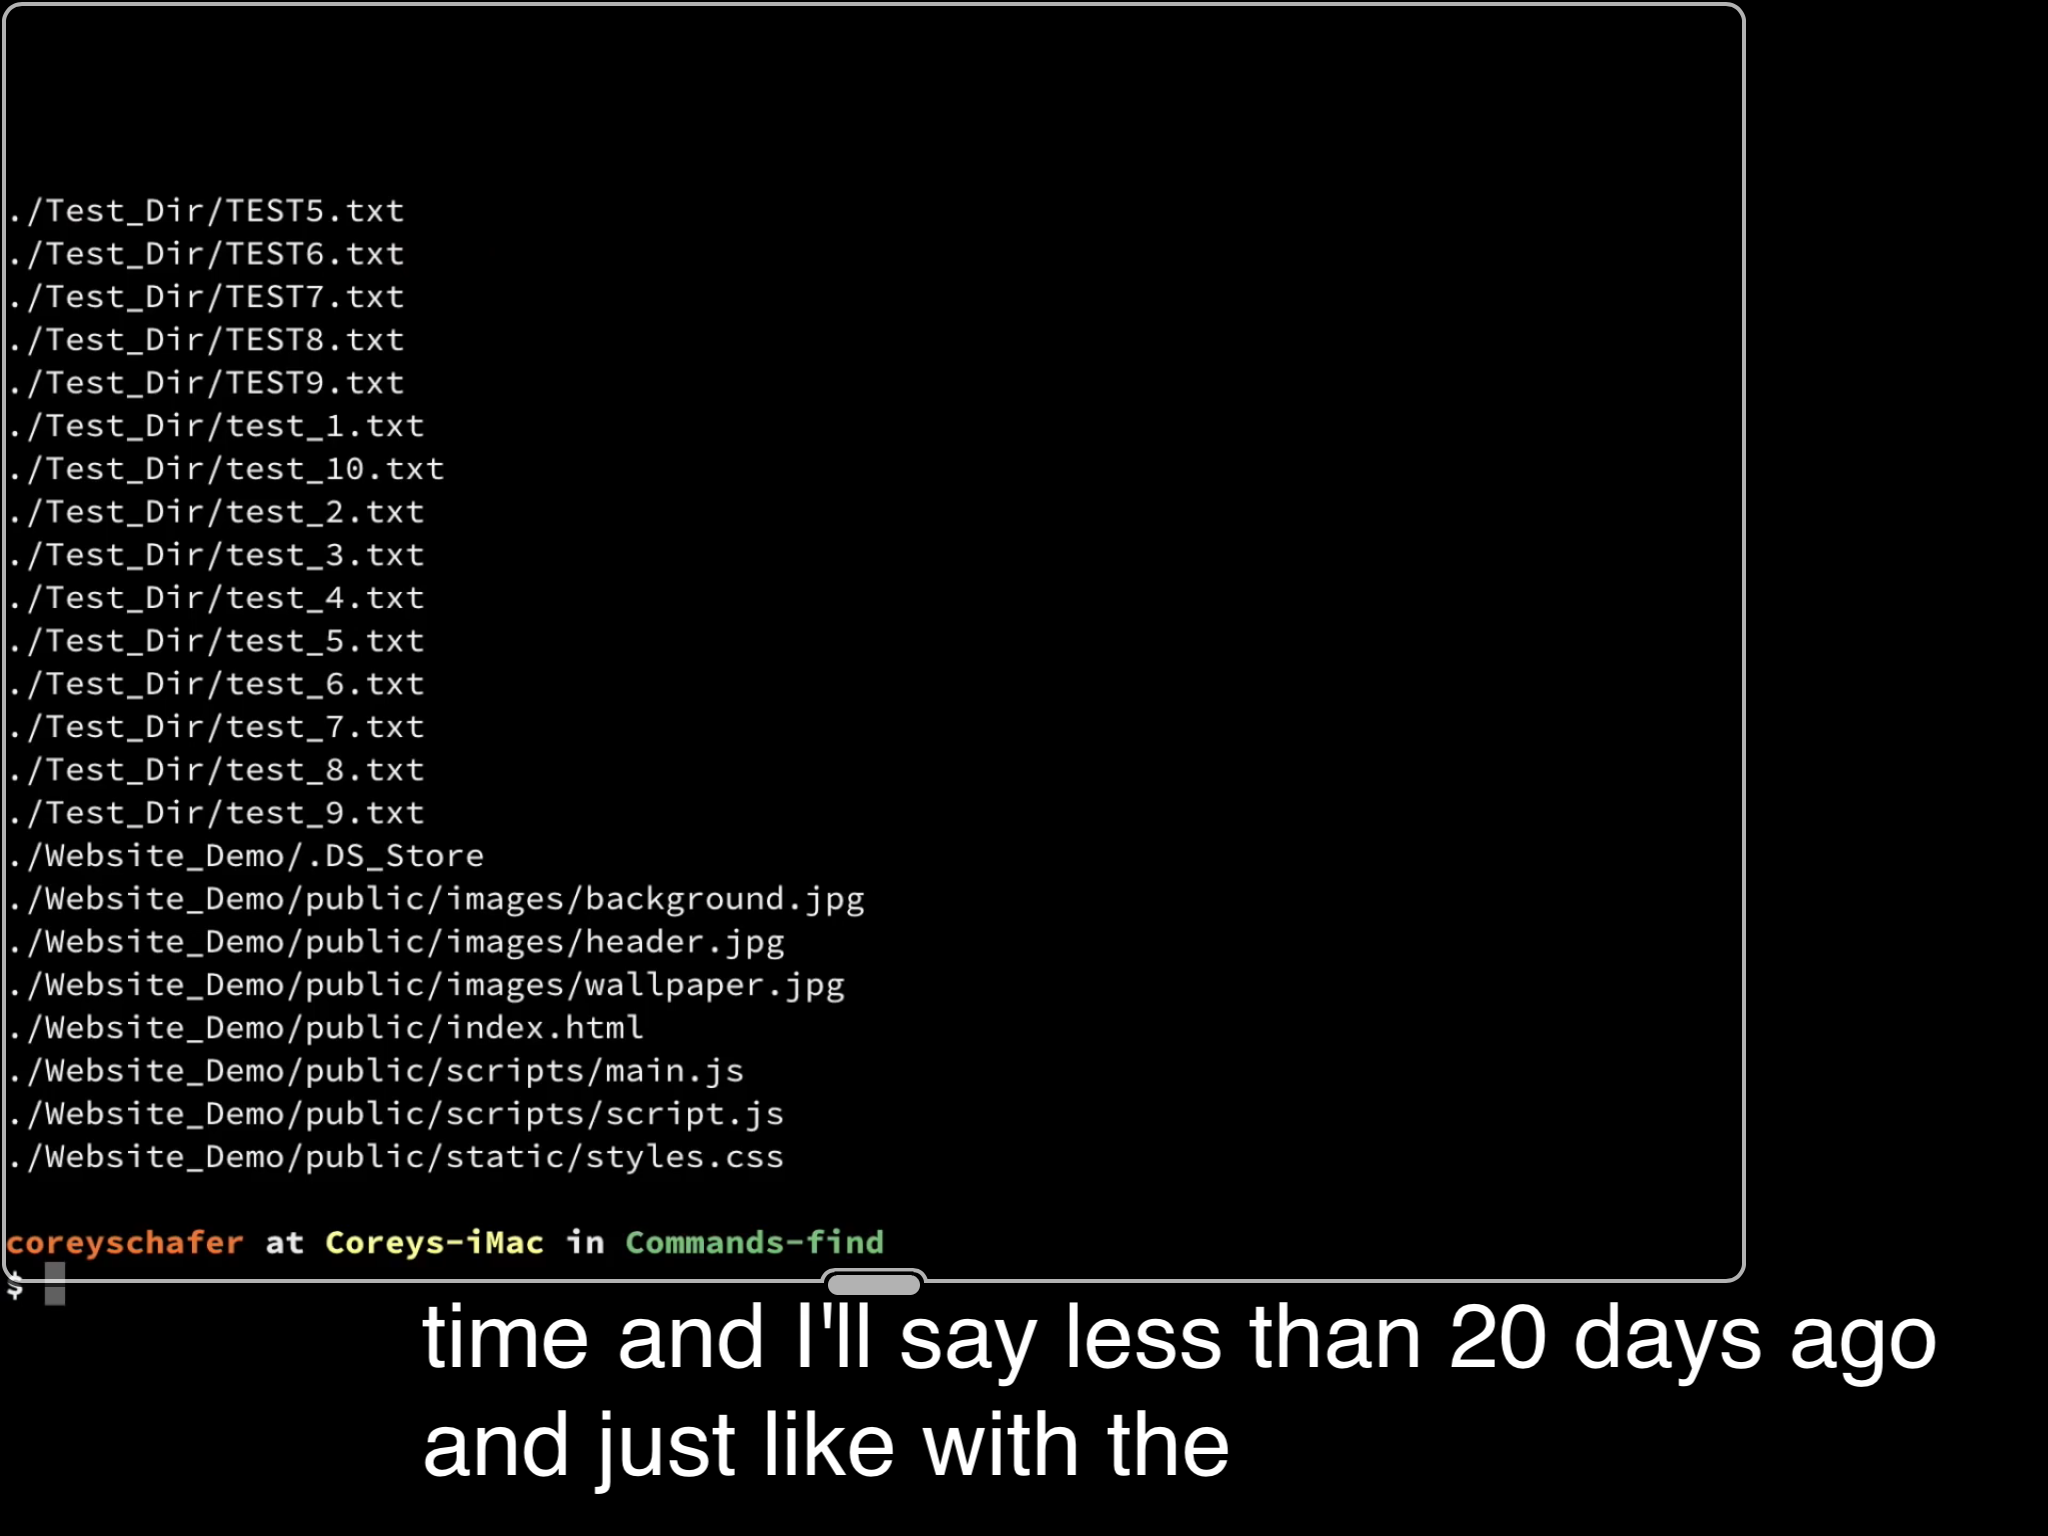 ./Test_Dir/TEST5.txt
./Test_Dir/TEST6.txt
./Test_Dir/TEST7.txt
./Test_Dir/TEST8.txt
./Test_Dir/TEST9.txt
./Test_Dir/test_1.txt
./Test_Dir/test_10.txt
./Test_Dir/test_2.txt
./Test_Dir/test_3.txt
./Test_Dir/test_4.txt
./Test_Dir/test_5.txt
./Test_Dir/test_6.txt
./Test_Dir/test_7.txt
./Test_Dir/test_8.txt
./Test_Dir/test_9.txt
./Website_Demo/.DS_Store
./Website_Demo/public/images/background.jpg
./Website_Demo/public/images/header.jpg
./Website_Demo/public/images/wallpaper.jpg
./Website_Demo/public/index.html
./Website_Demo/public/scripts/main.js
./Website_Demo/public/scripts/script.js
./Website_Demo/public/static/styles.css
coreyschafer at Coreys-iMac in Commands-find
$
time and I'll say less than 20 days ago
and just like with the